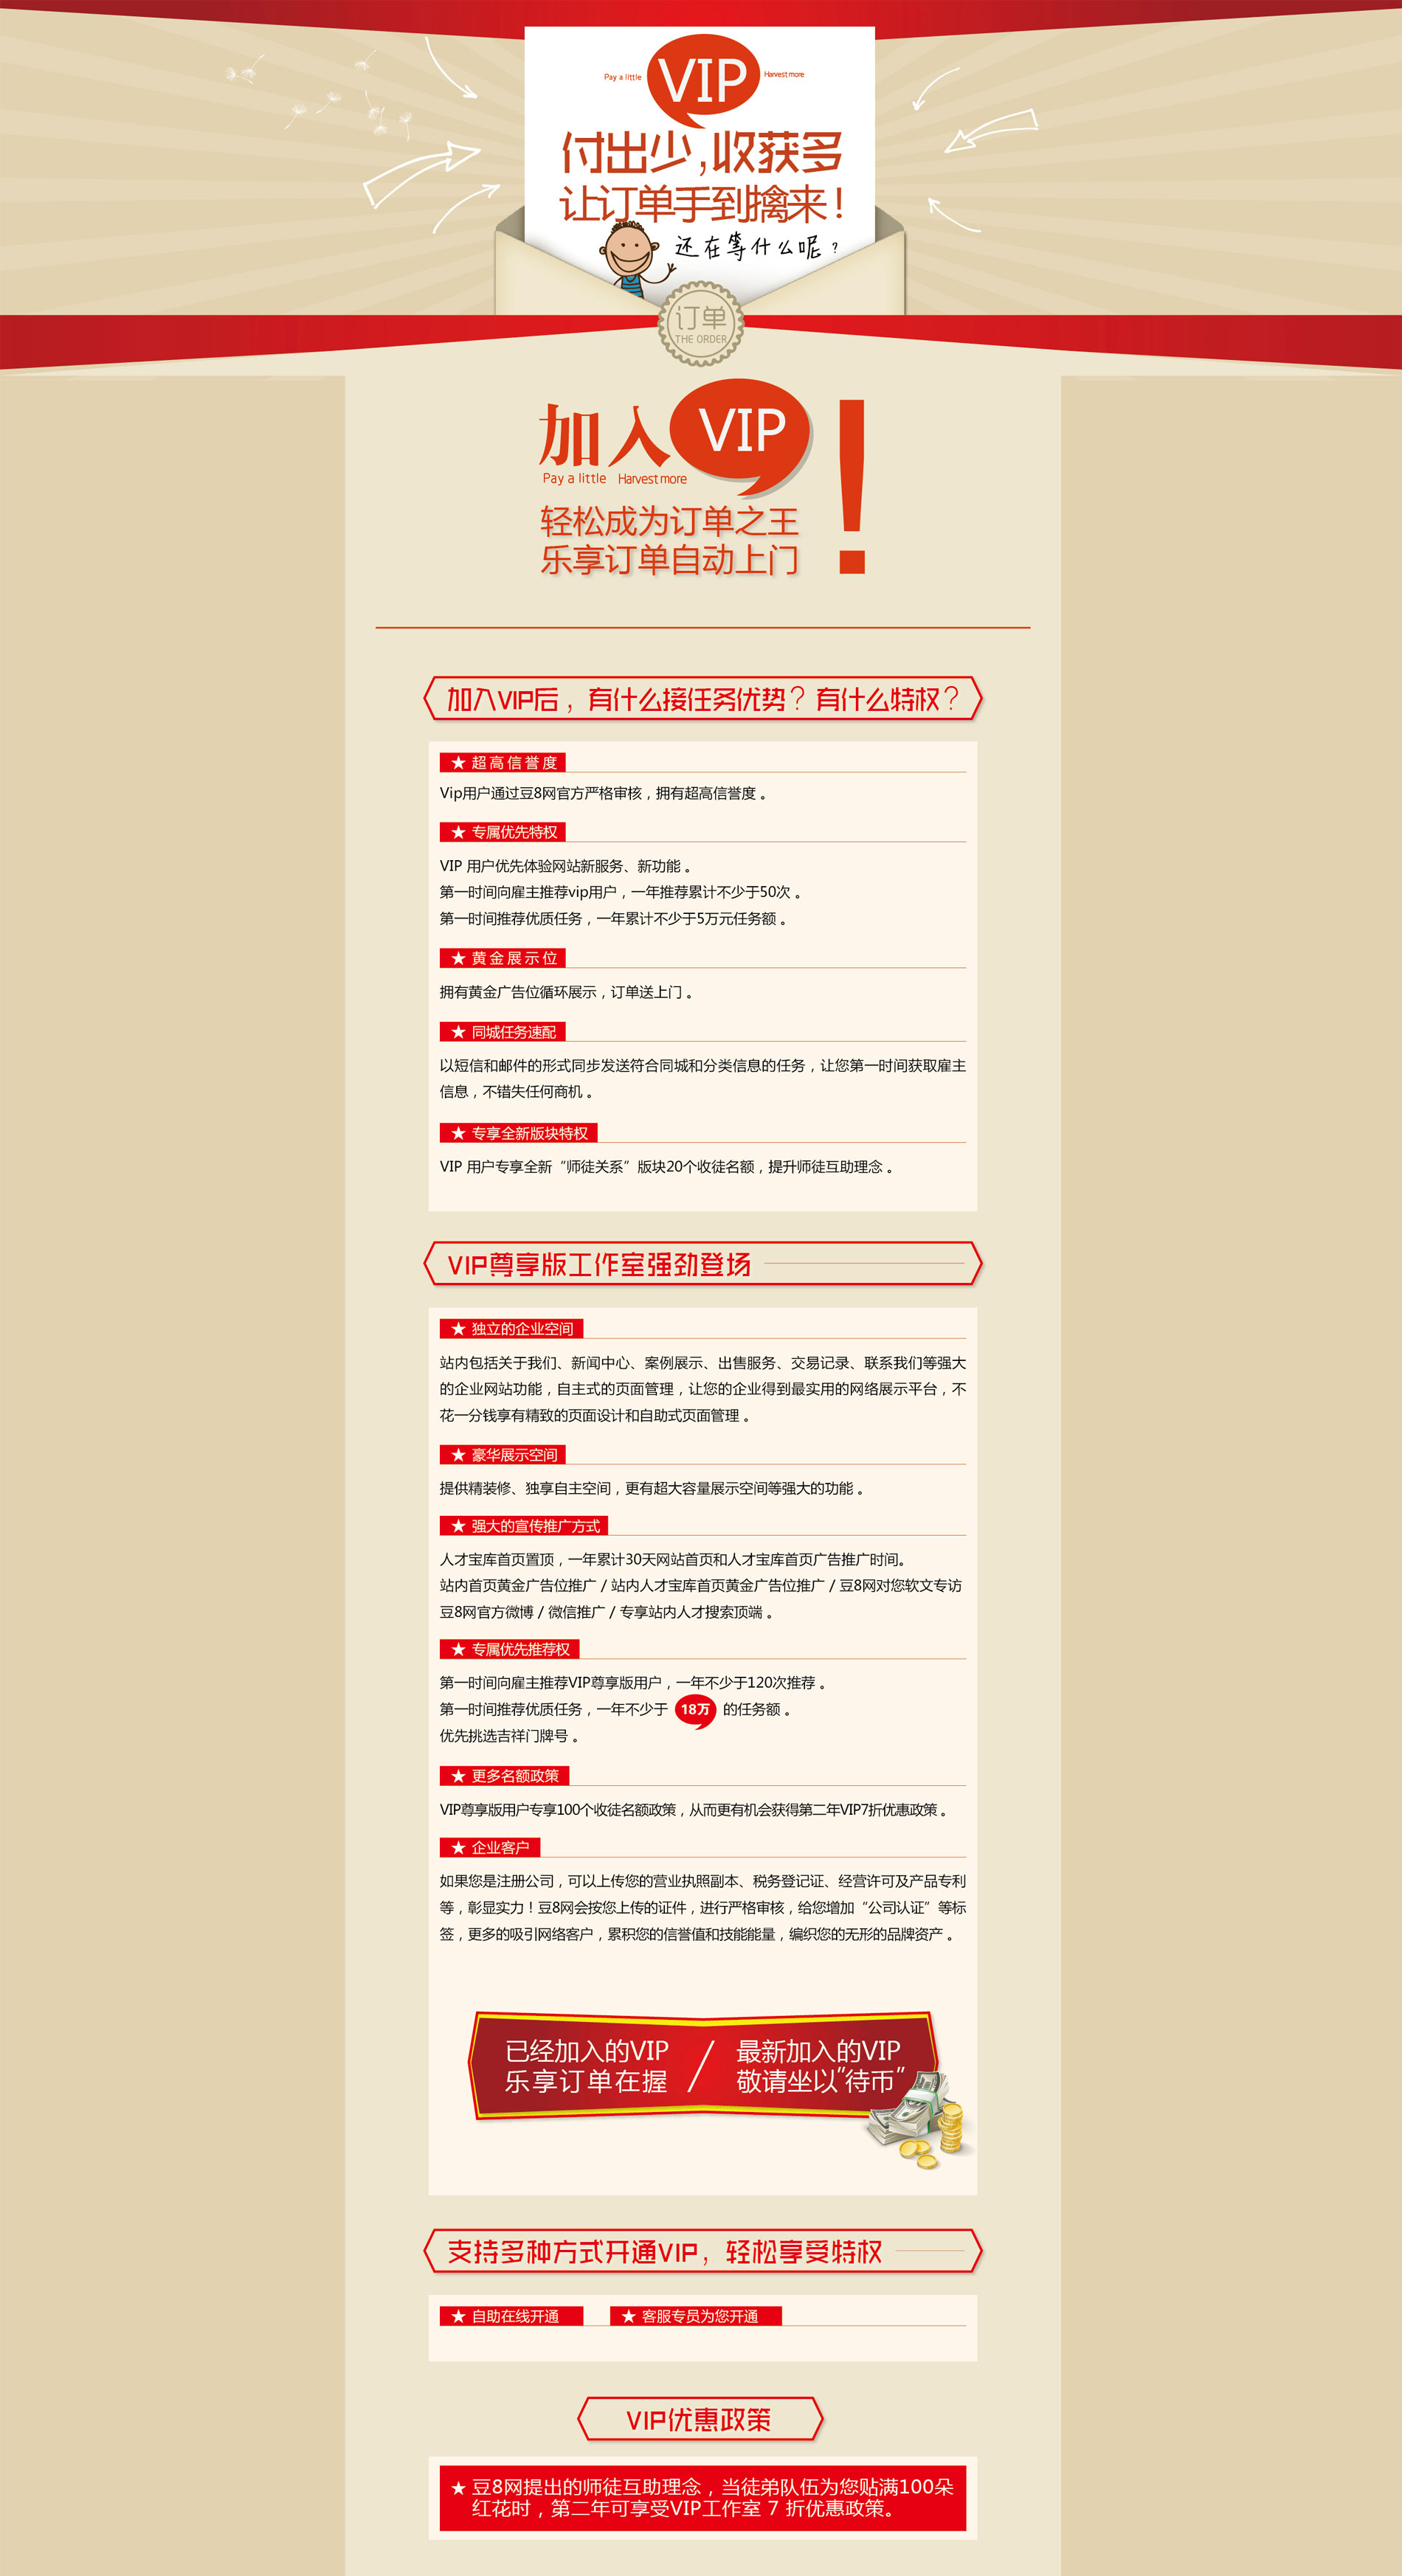 Pay a little
VIP
Harvest more
付出少,收获多
让订单手到擒来!
还在等什么呢?
订单
THE ORDER
加入VIP!
Pay a little Harvest more
轻松成为订单之王
乐享订单自动上门
加入VIP后，有什么接任务优势？有什么特权？
★ 超高信誉度
Vip用户通过豆8网官方严格审核，拥有超高信誉度。
★ 专属优先特权
VIP 用户优先体验网站新服务、新功能。
第一时间向雇主推荐vip用户，一年推荐累计不少于50次。
第一时间推荐优质任务，一年累计不少于5万元任务额。
★ 黄金展示位
拥有黄金广告位循环展示，订单送上门。
★ 同城任务速配
以短信和邮件的形式同步发送符合同城和分类信息的任务，让您第一时间获取雇主
信息，不错失任何商机。
★ 专享全新版块特权
VIP 用户专享全新“师徒关系”版块20个收徒名额，提升师徒互助理念。
VIP尊享版工作室强劲登场
★ 独立的企业空间
站内包括关于我们、新闻中心、案例展示、出售服务、交易记录、联系我们等强大
的企业网站功能，自主式的页面管理，让您的企业得到最实用的网络展示平台，不
花一分钱享有精致的页面设计和自助式页面管理。
★ 豪华展示空间
提供精装修、独享自主空间，更有超大容量展示空间等强大的功能。
★ 强大的宣传推广方式
人才宝库首页置顶，一年累计30天网站首页和人才宝库首页广告推广时间。
站内首页黄金广告位推广 / 站内人才宝库首页黄金广告位推广 / 豆8网对您软文专访
豆8网官方微博 / 微信推广 / 专享站内人才搜索顶端。
★ 专属优先推荐权
第一时间向雇主推荐VIP尊享版用户，一年不少于120次推荐。
第一时间推荐优质任务，一年不少于 18万 的任务额。
优先挑选吉祥门牌号。
★ 更多名额政策
VIP尊享版用户专享100个收徒名额政策，从而更有机会获得第二年VIP7折优惠政策。
★ 企业客户
如果您是注册公司，可以上传您的营业执照副本、税务登记证、经营许可及产品专利
等，彰显实力！豆8网会按您上传的证件，进行严格审核，给您增加“公司认证”等标
签，更多的吸引网络客户，累积您的信誉值和技能能量，编织您的无形的品牌资产。
已经加入的VIP / 最新加入的VIP
乐享订单在握 敬请坐以"待币"
支持多种方式开通VIP，轻松享受特权
★ 自助在线开通 ★ 客服专员为您开通
VIP优惠政策
★ 豆8网提出的师徒互助理念，当徒弟队伍为您贴满100朵
红花时，第二年可享受VIP工作室 7 折优惠政策。